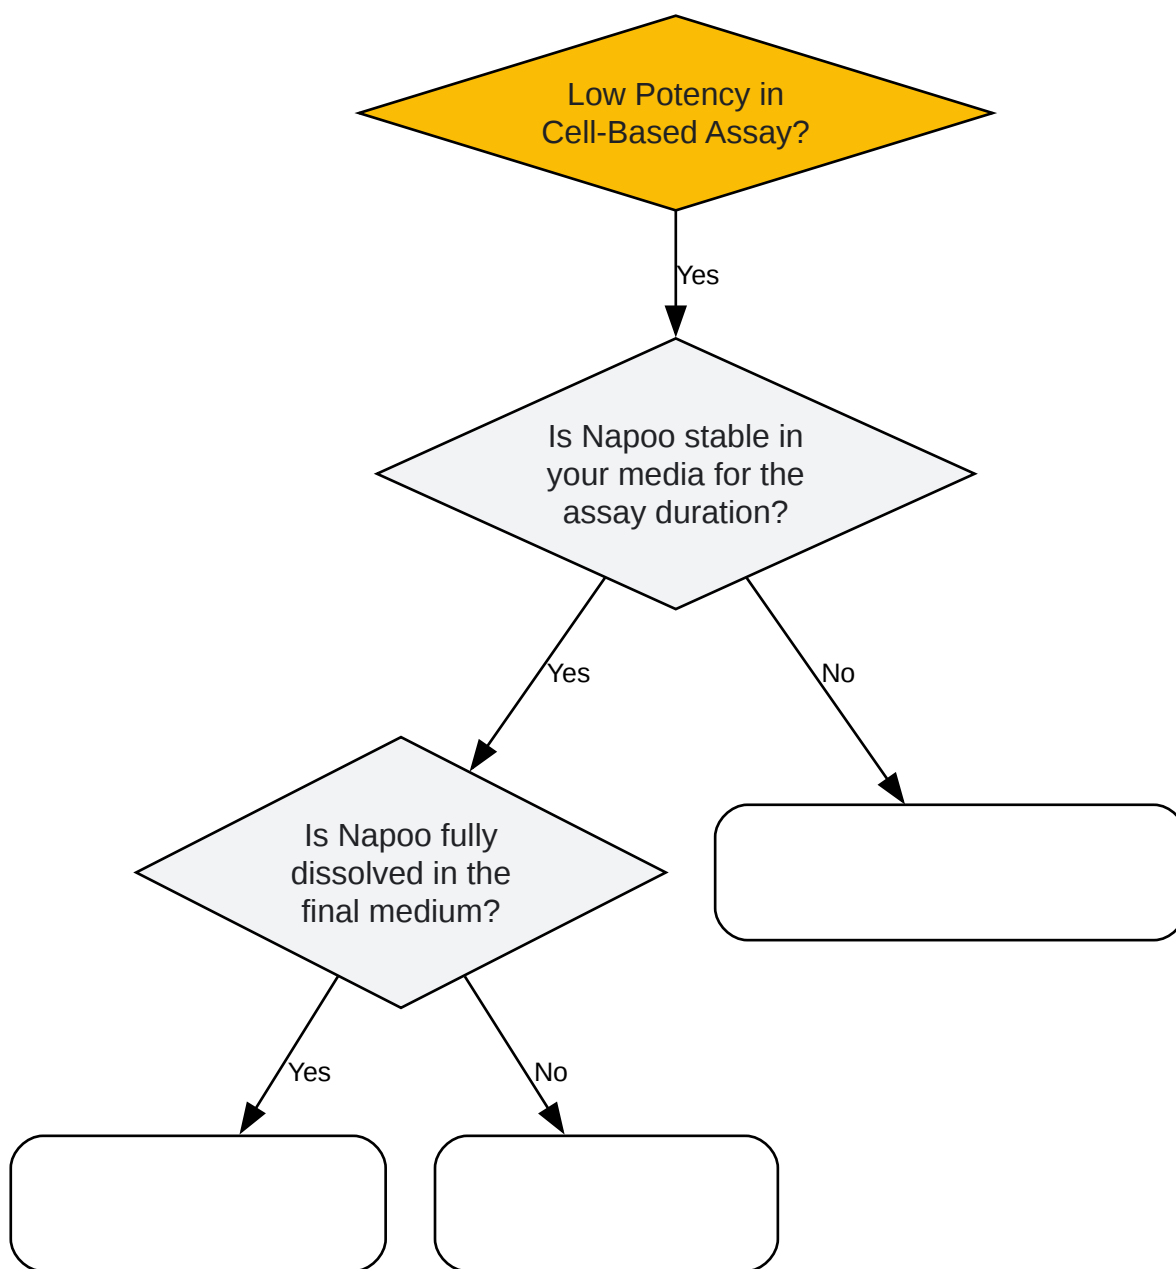 Low Potency in
Cell-Based Assay?
Yes
Is Napoo stable in
your media for the
assay duration?
Yes
No
Is Napoo fully
dissolved in the
final medium?
Yes
No